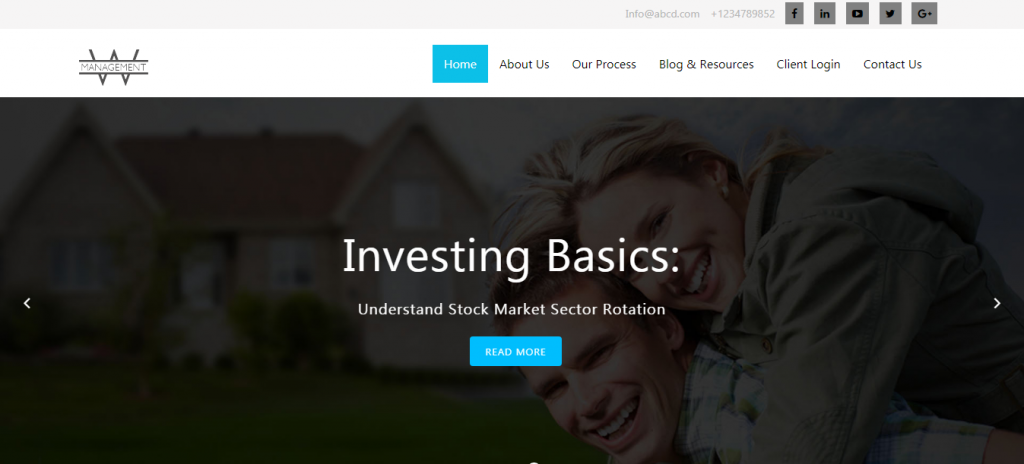 Info@abcd.com +1234789852
MANAGEMENT
Home About Us Our Process Blog & Resources Client Login Contact Us
Investing Basics:
Understand Stock Market Sector Rotation
READ MORE